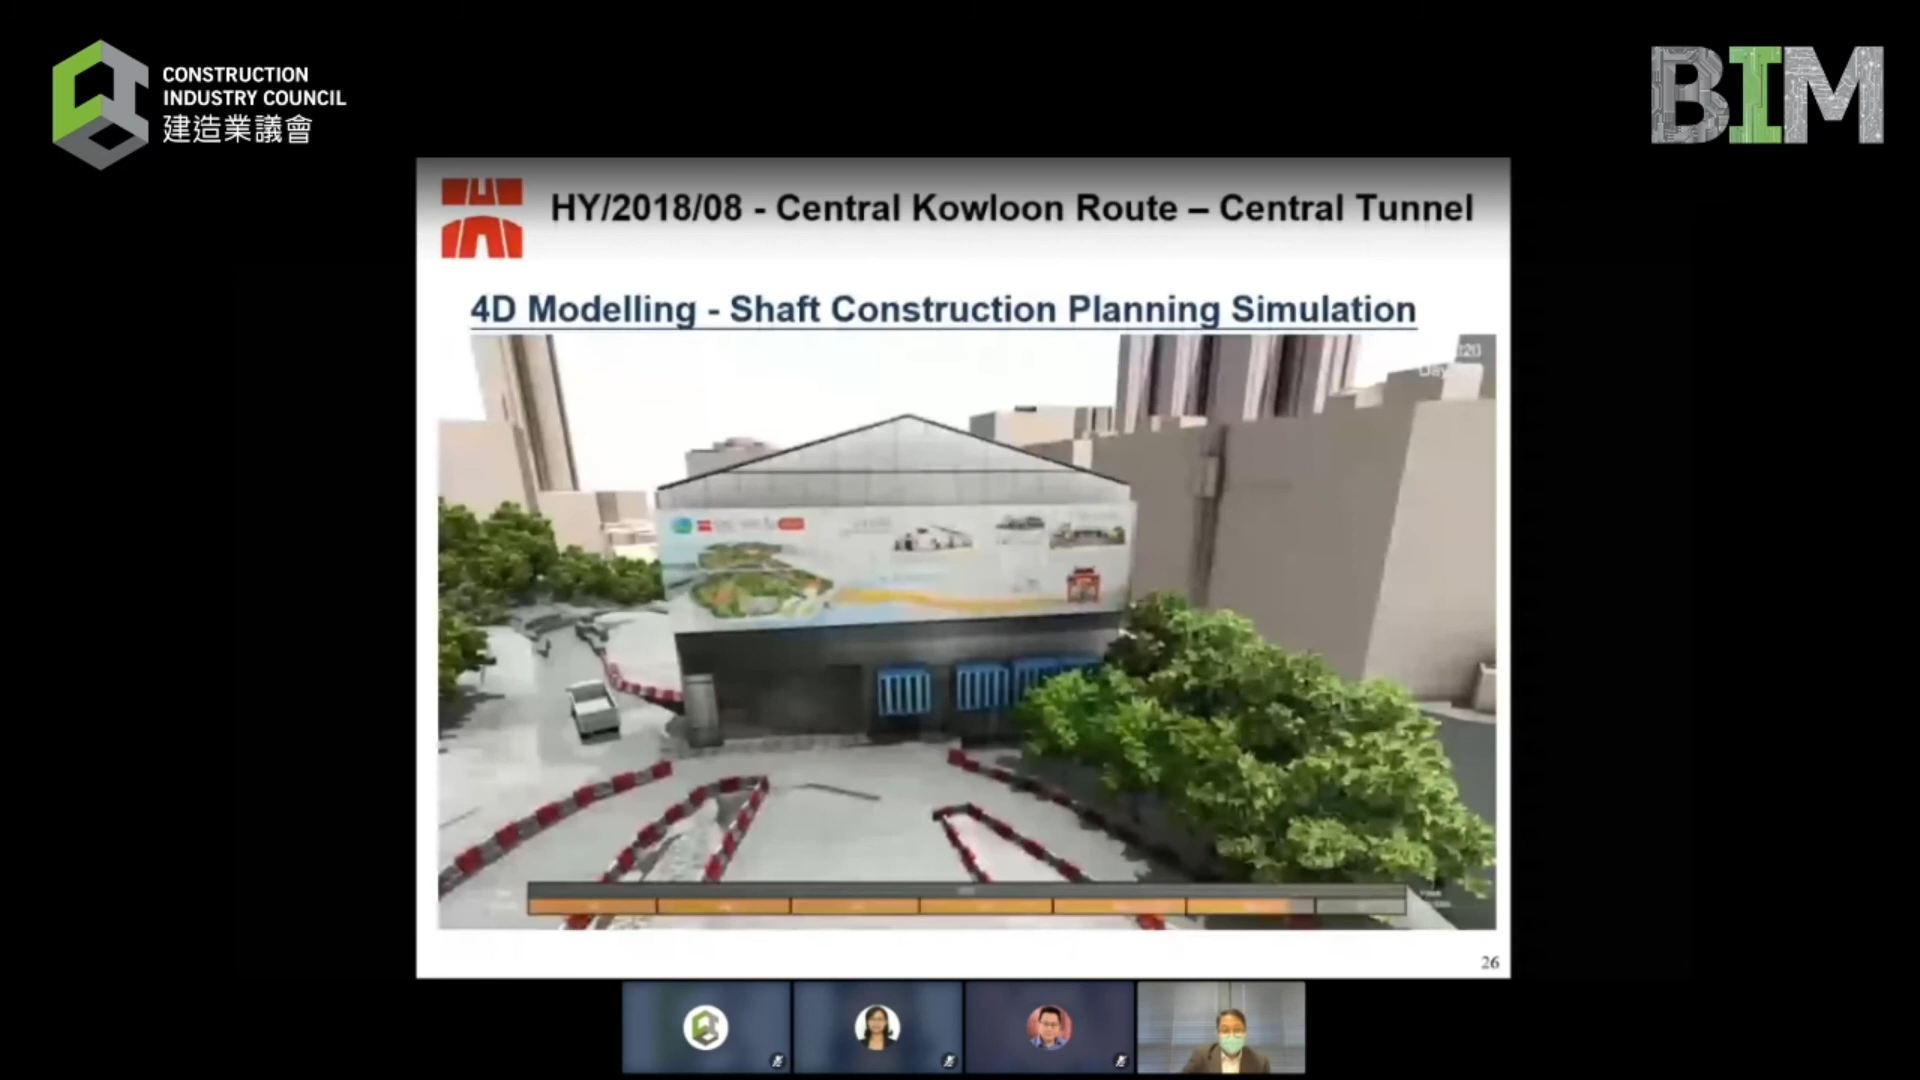 CONSTRUCTION
INDUSTRY COUNCIL
建造業議會
BIM
HY/2018/08 - Central Kowloon Route – Central Tunnel
4D Modelling - Shaft Construction Planning Simulation
26